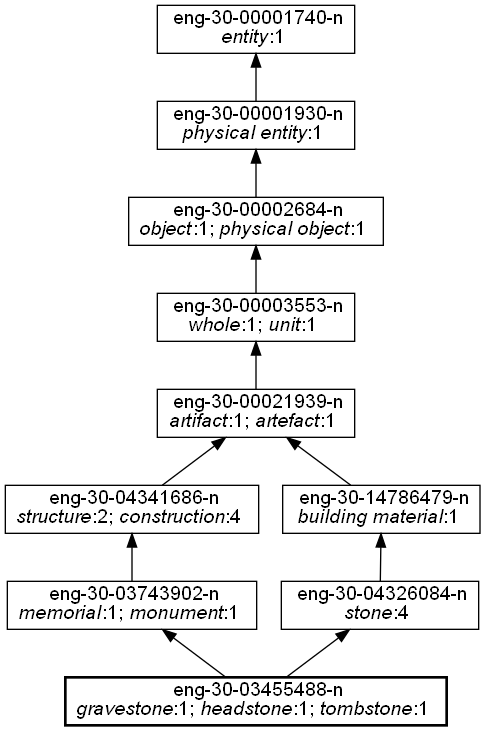 eng-30-00001740-n
entity:1
eng-30-00001930-n
physical entity:1
eng-30-00002684-n
object:1; physical object:1
eng-30-00003553-n
whole:1; unit:1
eng-30-00021939-n
artifact:1; artefact:1
eng-30-04341686-n
structure:2; construction:4
eng-30-14786479-n
building material:1
eng-30-03743902-n
memorial:1; monument:1
eng-30-04326084-n
stone:4
eng-30-03455488-n
gravestone:1; headstone:1; tombstone:1